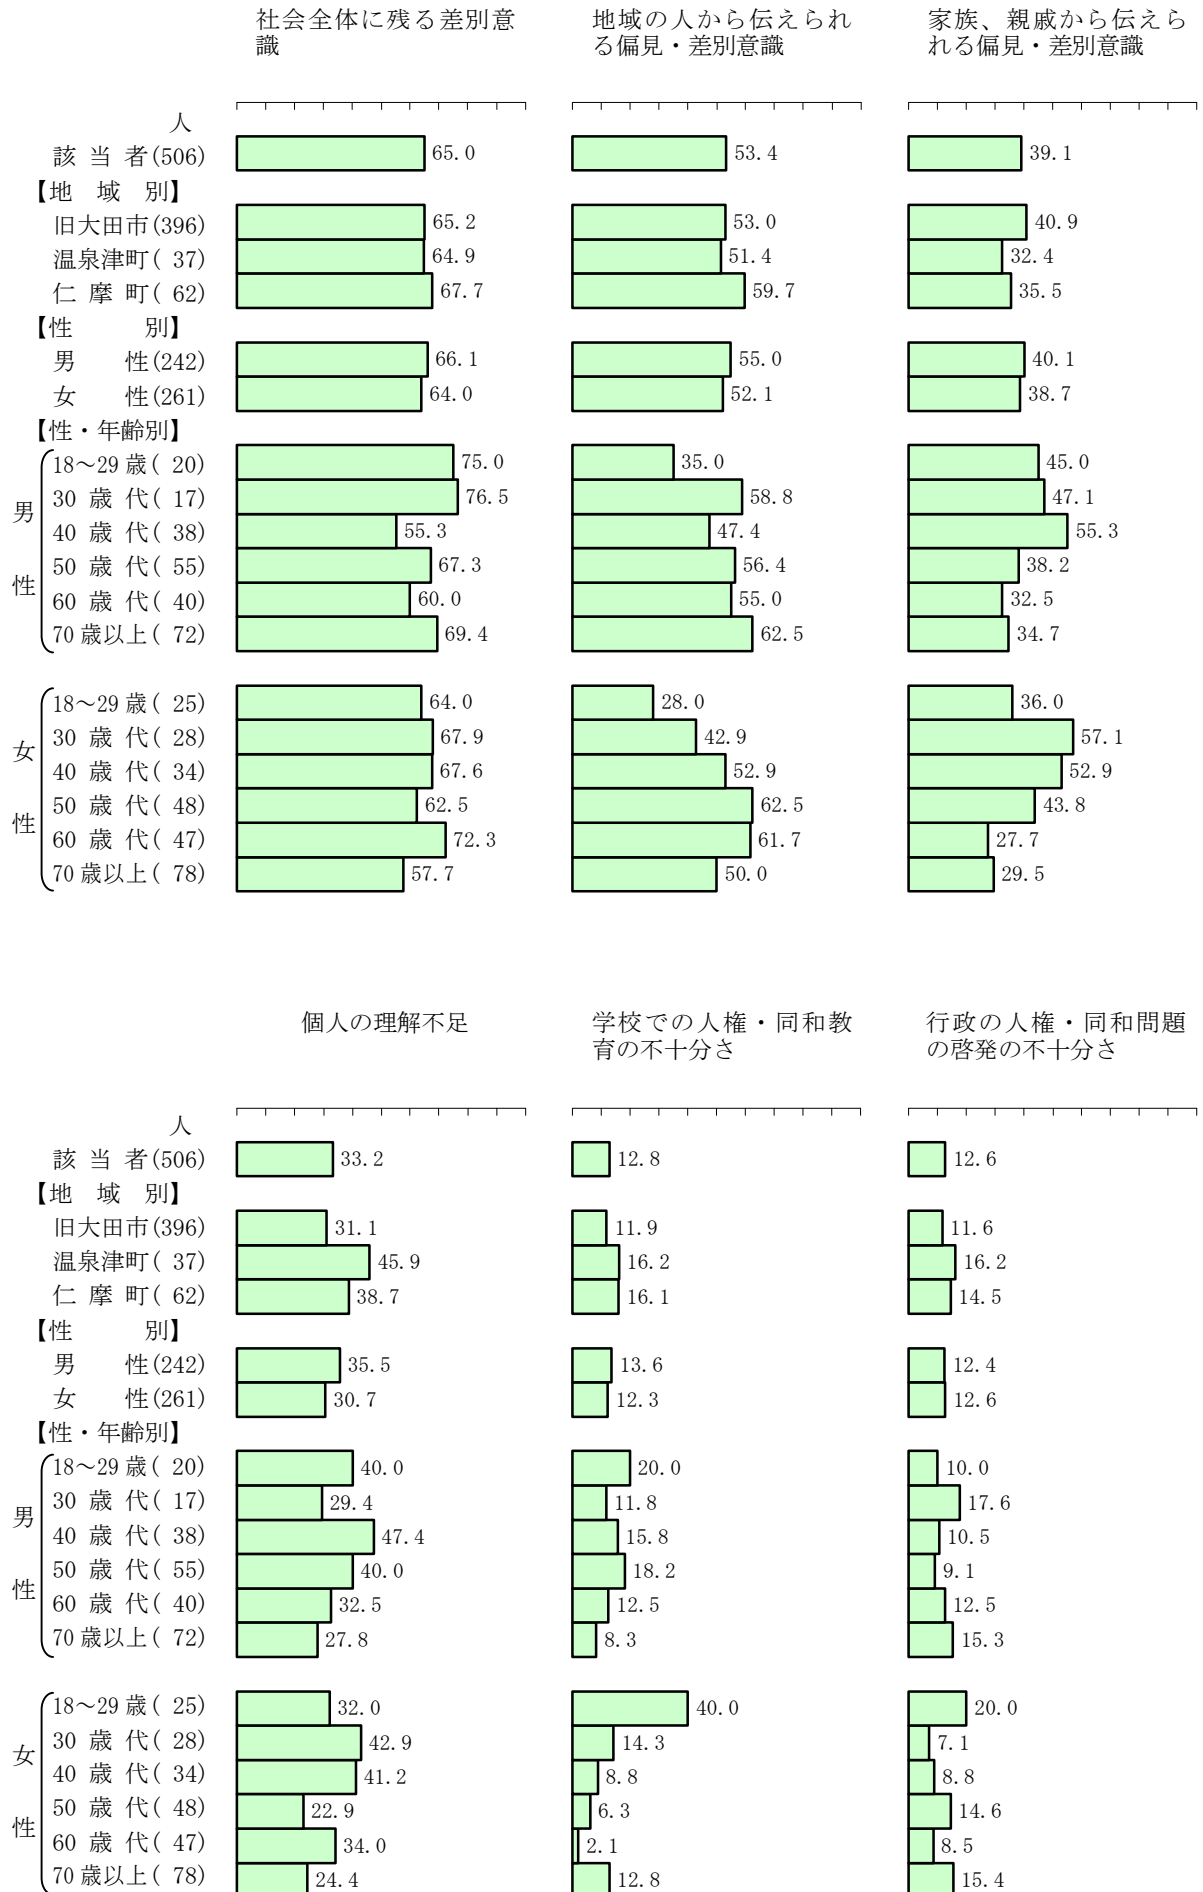 社会全体に残る差別意
識
地域の人から伝えられ
る偏見・差別意識
家族、親戚から伝えら
れる偏見・差別意識
人
該当者(506) 65.0 53.4 39.1
【地域別】
旧大田市(396) 65.2 53.0 40.9
温泉津町( 37) 64.9 51.4 32.4
仁摩町( 62) 67.7 59.7 35.5
【性別】
男性(242) 66.1 55.0 40.1
女性(261) 64.0 52.1 38.7
【性・年齢別】
男性
18～29歳( 20) 75.0 35.0 45.0
30歳代( 17) 76.5 58.8 47.1
40歳代( 38) 55.3 47.4 55.3
50歳代( 55) 67.3 56.4 38.2
60歳代( 40) 60.0 55.0 32.5
70歳以上( 72) 69.4 62.5 34.7
女性
18～29歳( 25) 64.0 28.0 36.0
30歳代( 28) 67.9 42.9 57.1
40歳代( 34) 67.6 52.9 52.9
50歳代( 48) 62.5 62.5 43.8
60歳代( 47) 72.3 61.7 27.7
70歳以上( 78) 57.7 50.0 29.5
個人の理解不足
学校での人権・同和教
育の不十分さ
行政の人権・同和問題
の啓発の不十分さ
人
該当者(506) 33.2 12.8 12.6
【地域別】
旧大田市(396) 31.1 11.9 11.6
温泉津町( 37) 45.9 16.2 16.2
仁摩町( 62) 38.7 16.1 14.5
【性別】
男性(242) 35.5 13.6 12.4
女性(261) 30.7 12.3 12.6
【性・年齢別】
男性
18～29歳( 20) 40.0 20.0 10.0
30歳代( 17) 29.4 11.8 17.6
40歳代( 38) 47.4 15.8 10.5
50歳代( 55) 40.0 18.2 9.1
60歳代( 40) 32.5 12.5 12.5
70歳以上( 72) 27.8 8.3 15.3
女性
18～29歳( 25) 32.0 40.0 20.0
30歳代( 28) 42.9 14.3 7.1
40歳代( 34) 41.2 8.8 8.8
50歳代( 48) 22.9 6.3 14.6
60歳代( 47) 34.0 2.1 8.5
70歳以上( 78) 24.4 12.8 15.4